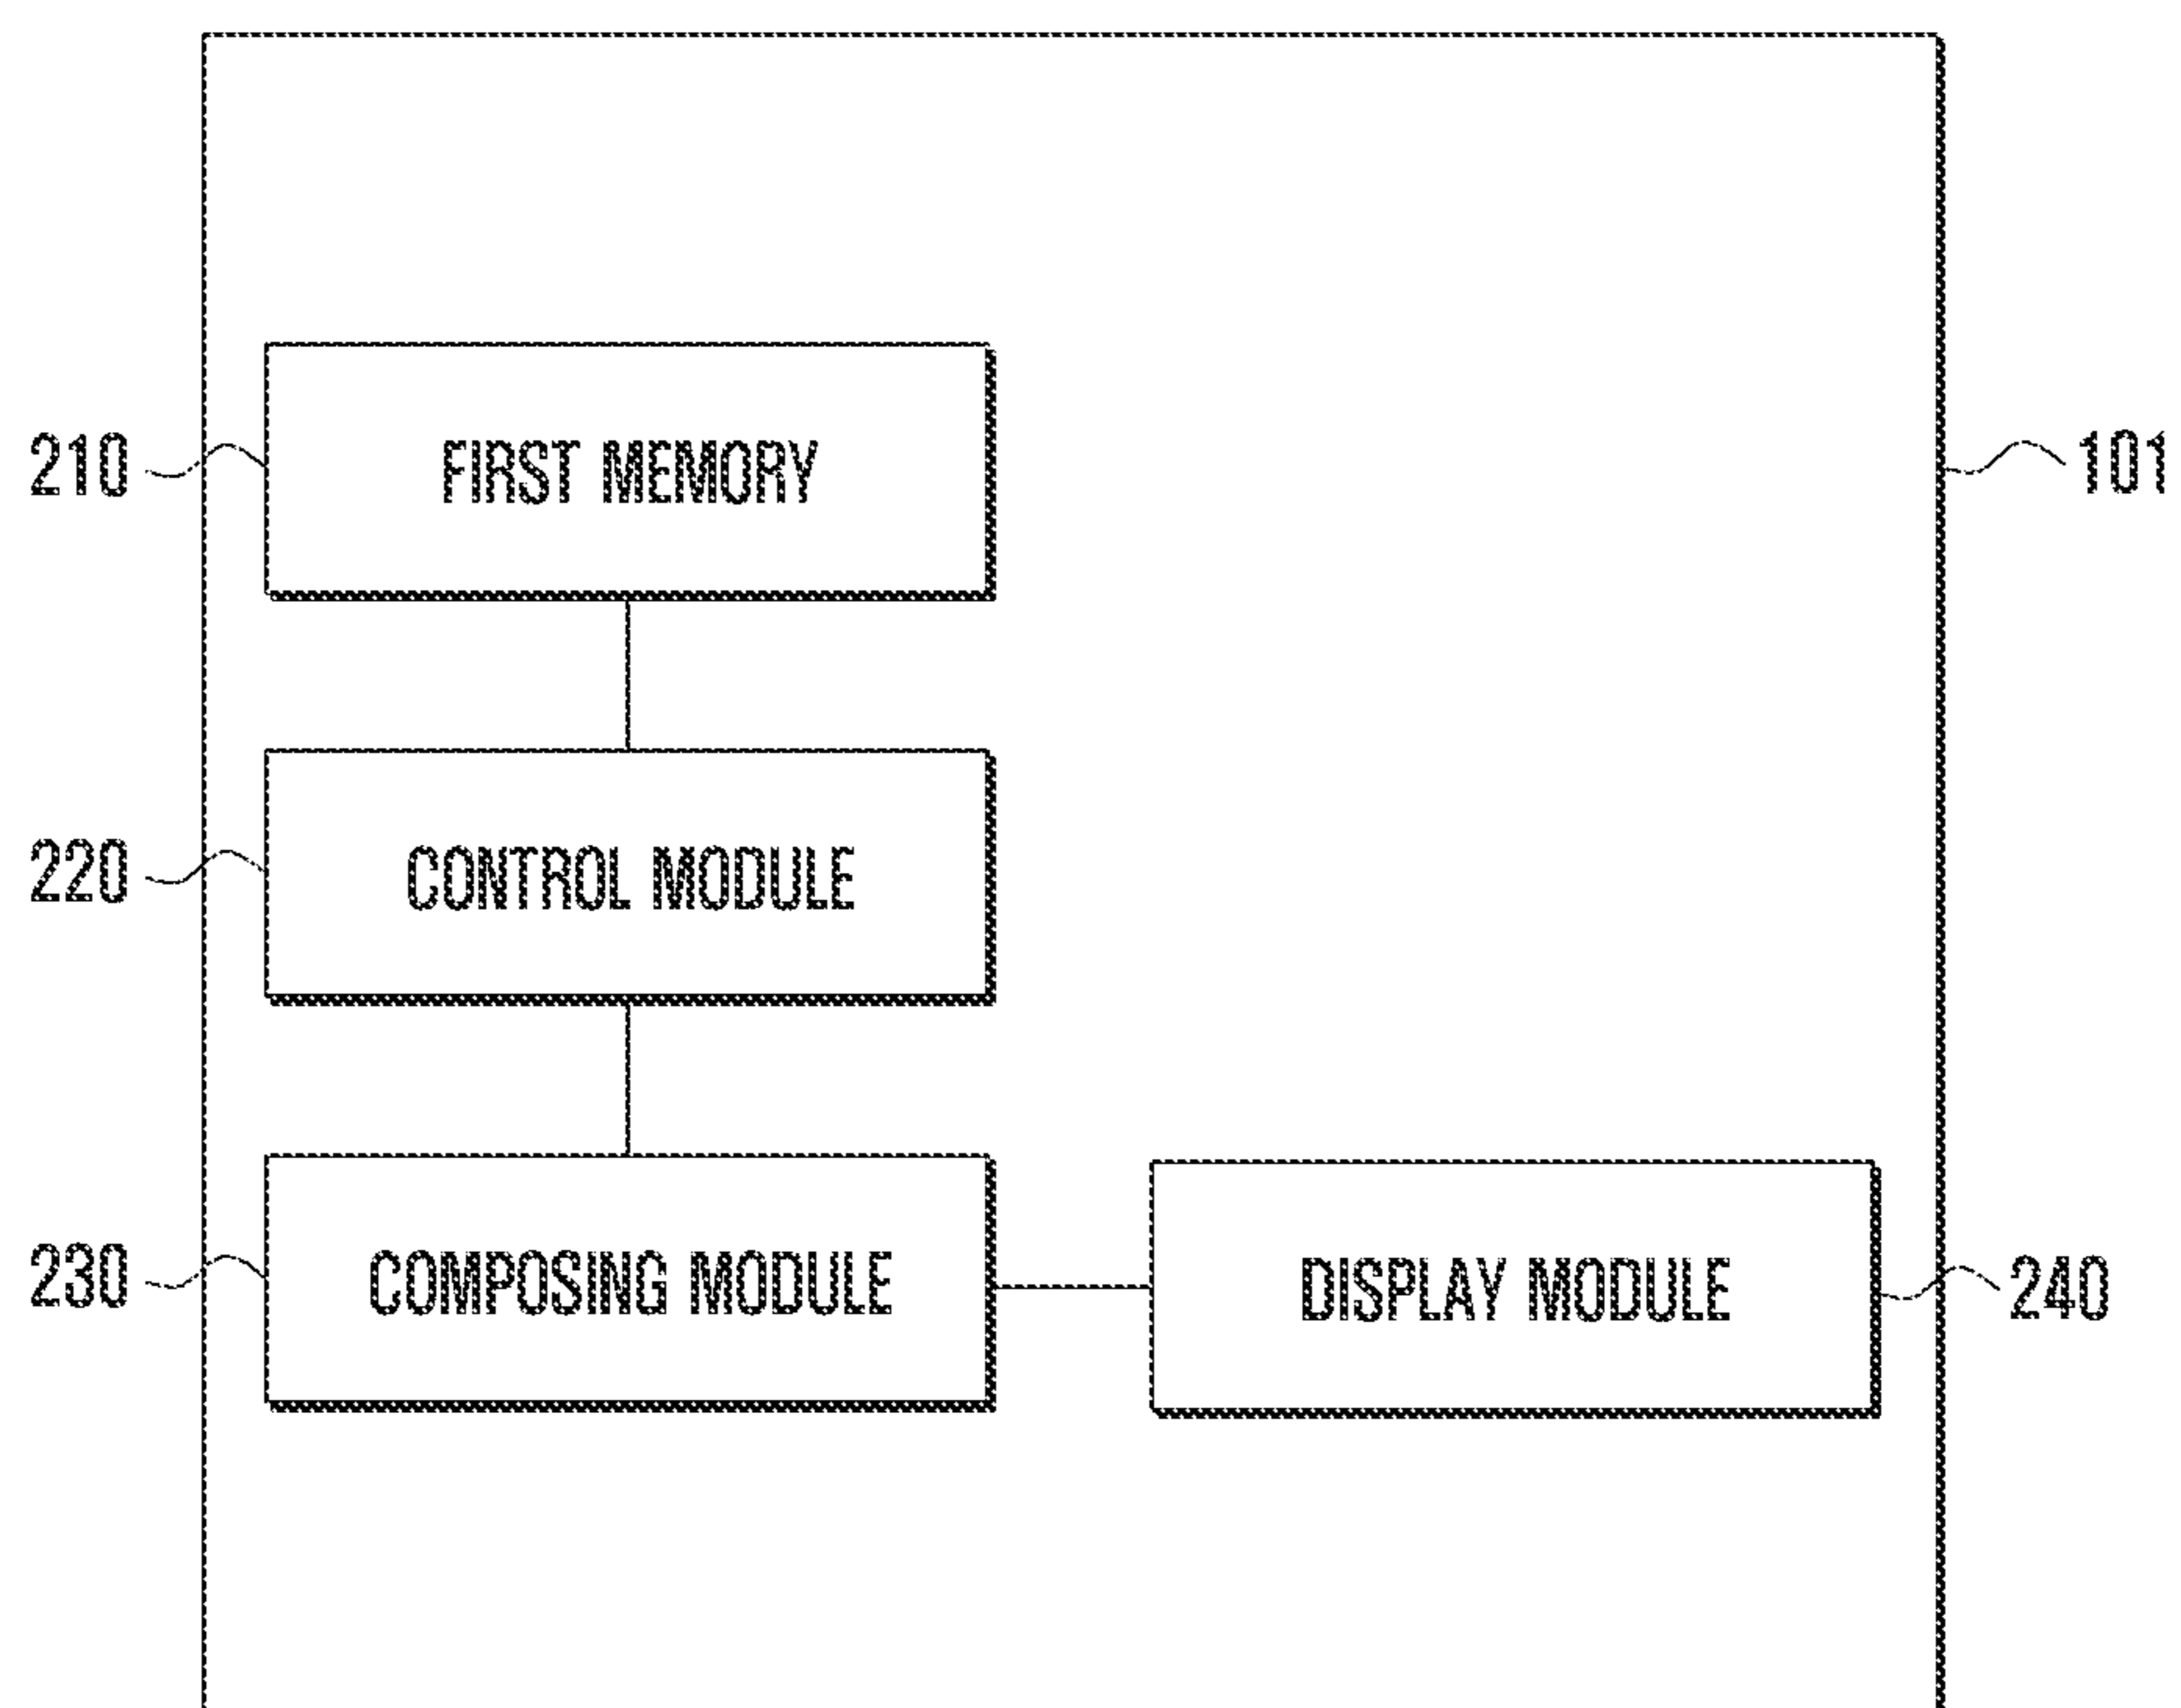 210 FIRST MEMORY 101
220 CONTROL MODULE
230 COMPOSING MODULE DISPLAY MODULE 240